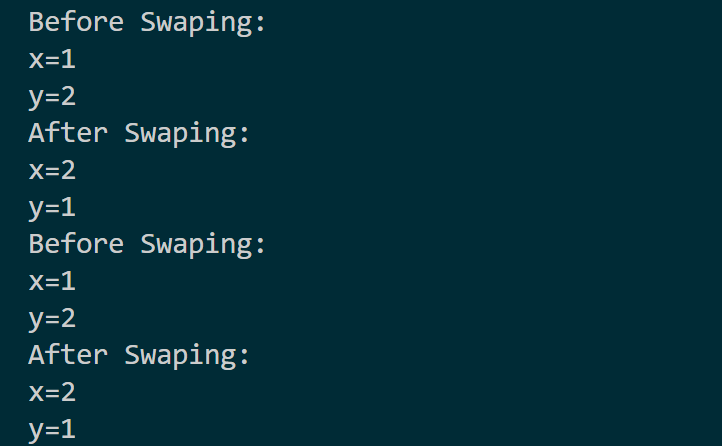 Before Swaping:
x=1
y=2
After Swaping:
x=2
y=1
Before Swaping:
x=1
y=2
After Swaping:
x=2
y=1